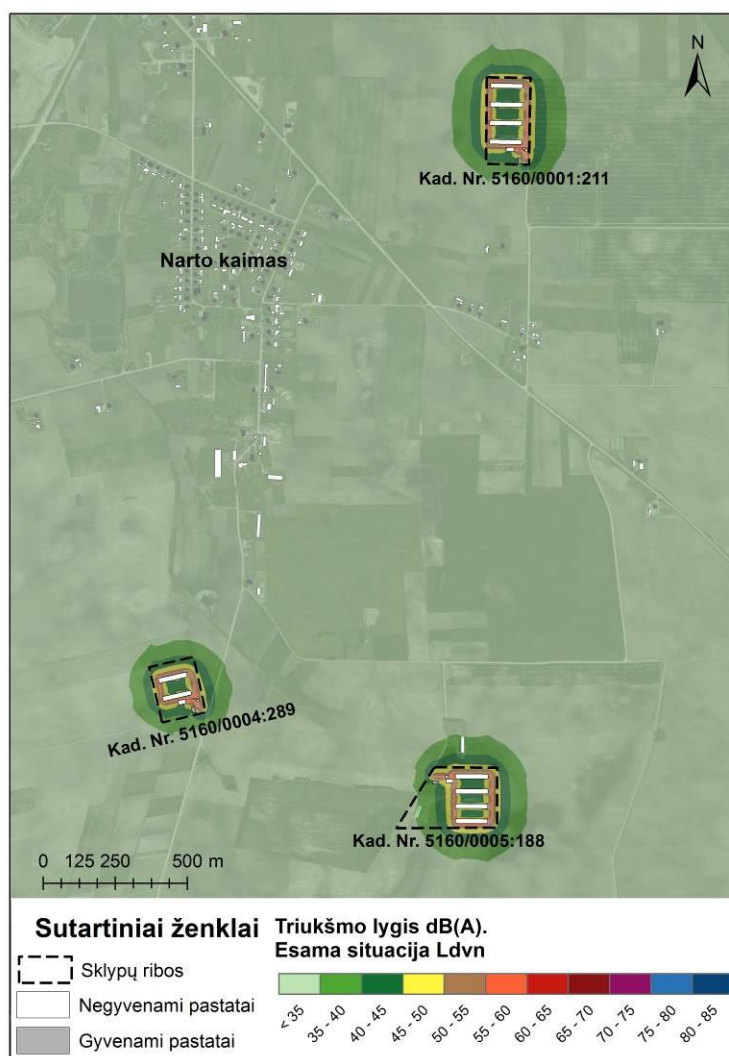 N
Kad. Nr. 5160/0001:211
Narto kaimas
Kad. Nr. 5160/0004:289
Kad. Nr. 5160/0005:188
0 125 250 500 m
Sutartiniai ženklai
Sklypų ribos
Negyvenami pastatai
Gyvenami pastatai
Triukšmo lygis dB(A).
Esama situacija Ldvn
< 35 35 - 40 40 - 45 45 - 50 50 - 55 55 - 60 60 - 65 65 - 70 70 - 75 75 - 80 80 - 85